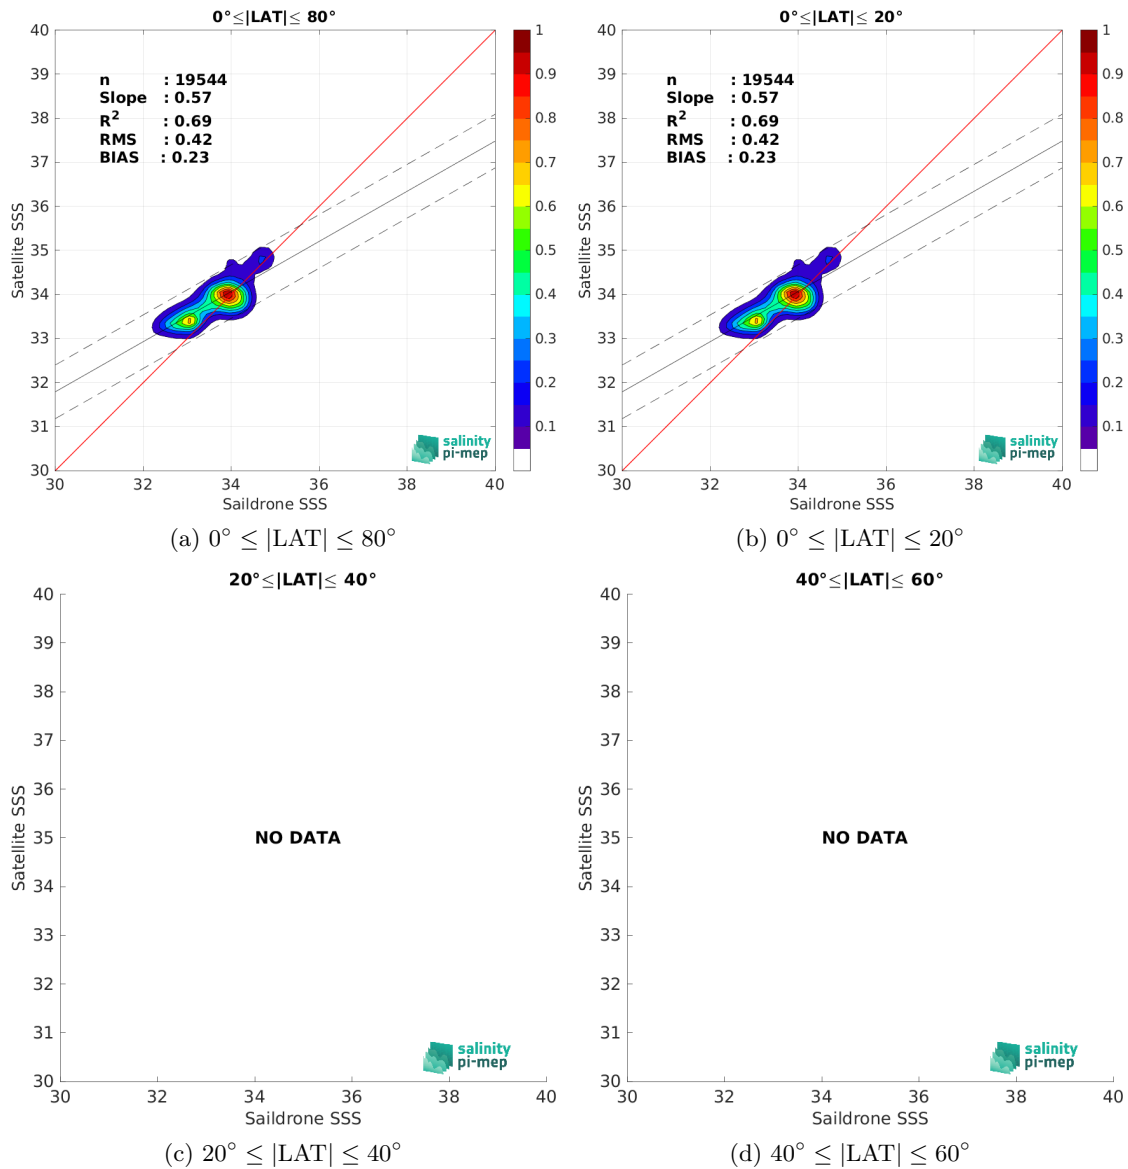 0°≤|LAT|≤ 80°
40
39
38
37
36
35
34
33
32
31
30
30
32
34
36
38
40
Satellite SSS
Saildrone SSS
n : 19544
Slope : 0.57
R² : 0.69
RMS : 0.42
BIAS : 0.23
1
0.9
0.8
0.7
0.6
0.5
0.4
0.3
0.2
0.1
salinity
pi-mep
(a) 0° ≤ |LAT| ≤ 80°
0°≤|LAT|≤ 20°
40
39
38
37
36
35
34
33
32
31
30
30
32
34
36
38
40
Satellite SSS
Saildrone SSS
n : 19544
Slope : 0.57
R² : 0.69
RMS : 0.42
BIAS : 0.23
1
0.9
0.8
0.7
0.6
0.5
0.4
0.3
0.2
0.1
salinity
pi-mep
(b) 0° ≤ |LAT| ≤ 20°
20°≤|LAT|≤ 40°
40
39
38
37
36
35
34
33
32
31
30
30
32
34
36
38
40
Satellite SSS
Saildrone SSS
NO DATA
salinity
pi-mep
(c) 20° ≤ |LAT| ≤ 40°
40°≤|LAT|≤ 60°
40
39
38
37
36
35
34
33
32
31
30
30
32
34
36
38
40
Satellite SSS
Saildrone SSS
NO DATA
salinity
pi-mep
(d) 40° ≤ |LAT| ≤ 60°